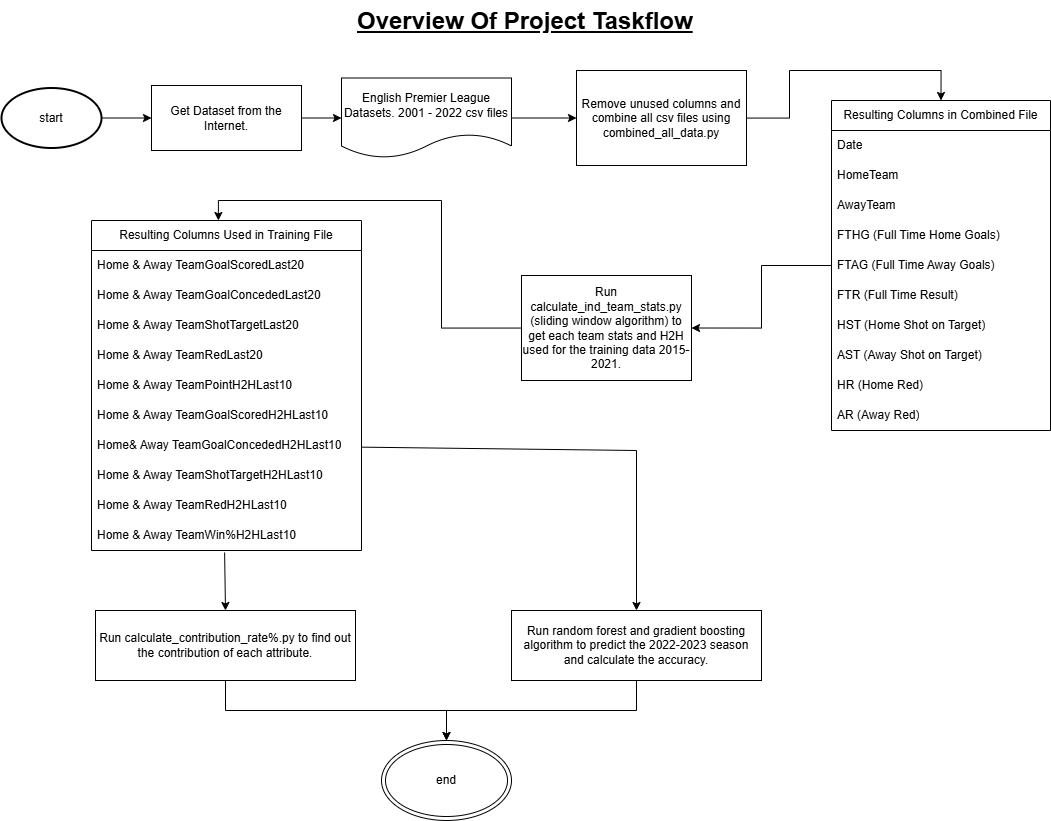 Overview Of Project Taskflow
start
Get Dataset from the
Internet.
English Premier League
Datasets. 2001 - 2022 csv files
Remove unused columns and
combine all csv files using
combined_all_data.py
Resulting Columns in Combined File
Date
HomeTeam
AwayTeam
FTHG (Full Time Home Goals)
FTAG (Full Time Away Goals)
FTR (Full Time Result)
HST (Home Shot on Target)
AST (Away Shot on Target)
HR (Home Red)
AR (Away Red)
Run
calculate_ind_team_stats.py
(sliding window algorithm) to
get each team stats and H2H
used for the training data 2015-
2021.
Resulting Columns Used in Training File
Home & Away TeamGoalScoredLast20
Home & Away TeamGoalConcededLast20
Home & Away TeamShotTargetLast20
Home & Away TeamRedLast20
Home & Away TeamPointH2HLast10
Home & Away TeamGoalScoredH2HLast10
Home& Away TeamGoalConcededH2HLast10
Home & Away TeamShotTargetH2HLast10
Home & Away TeamRedH2HLast10
Home & Away TeamWin%H2HLast10
Run calculate_contribution_rate%.py to find out
the contribution of each attribute.
Run random forest and gradient boosting
algorithm to predict the 2022-2023 season
and calculate the accuracy.
end